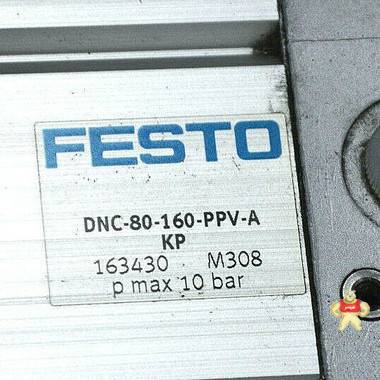 FESTO
DNC-80-160-PPV-A
KP
163430 M308
p max 10 bar